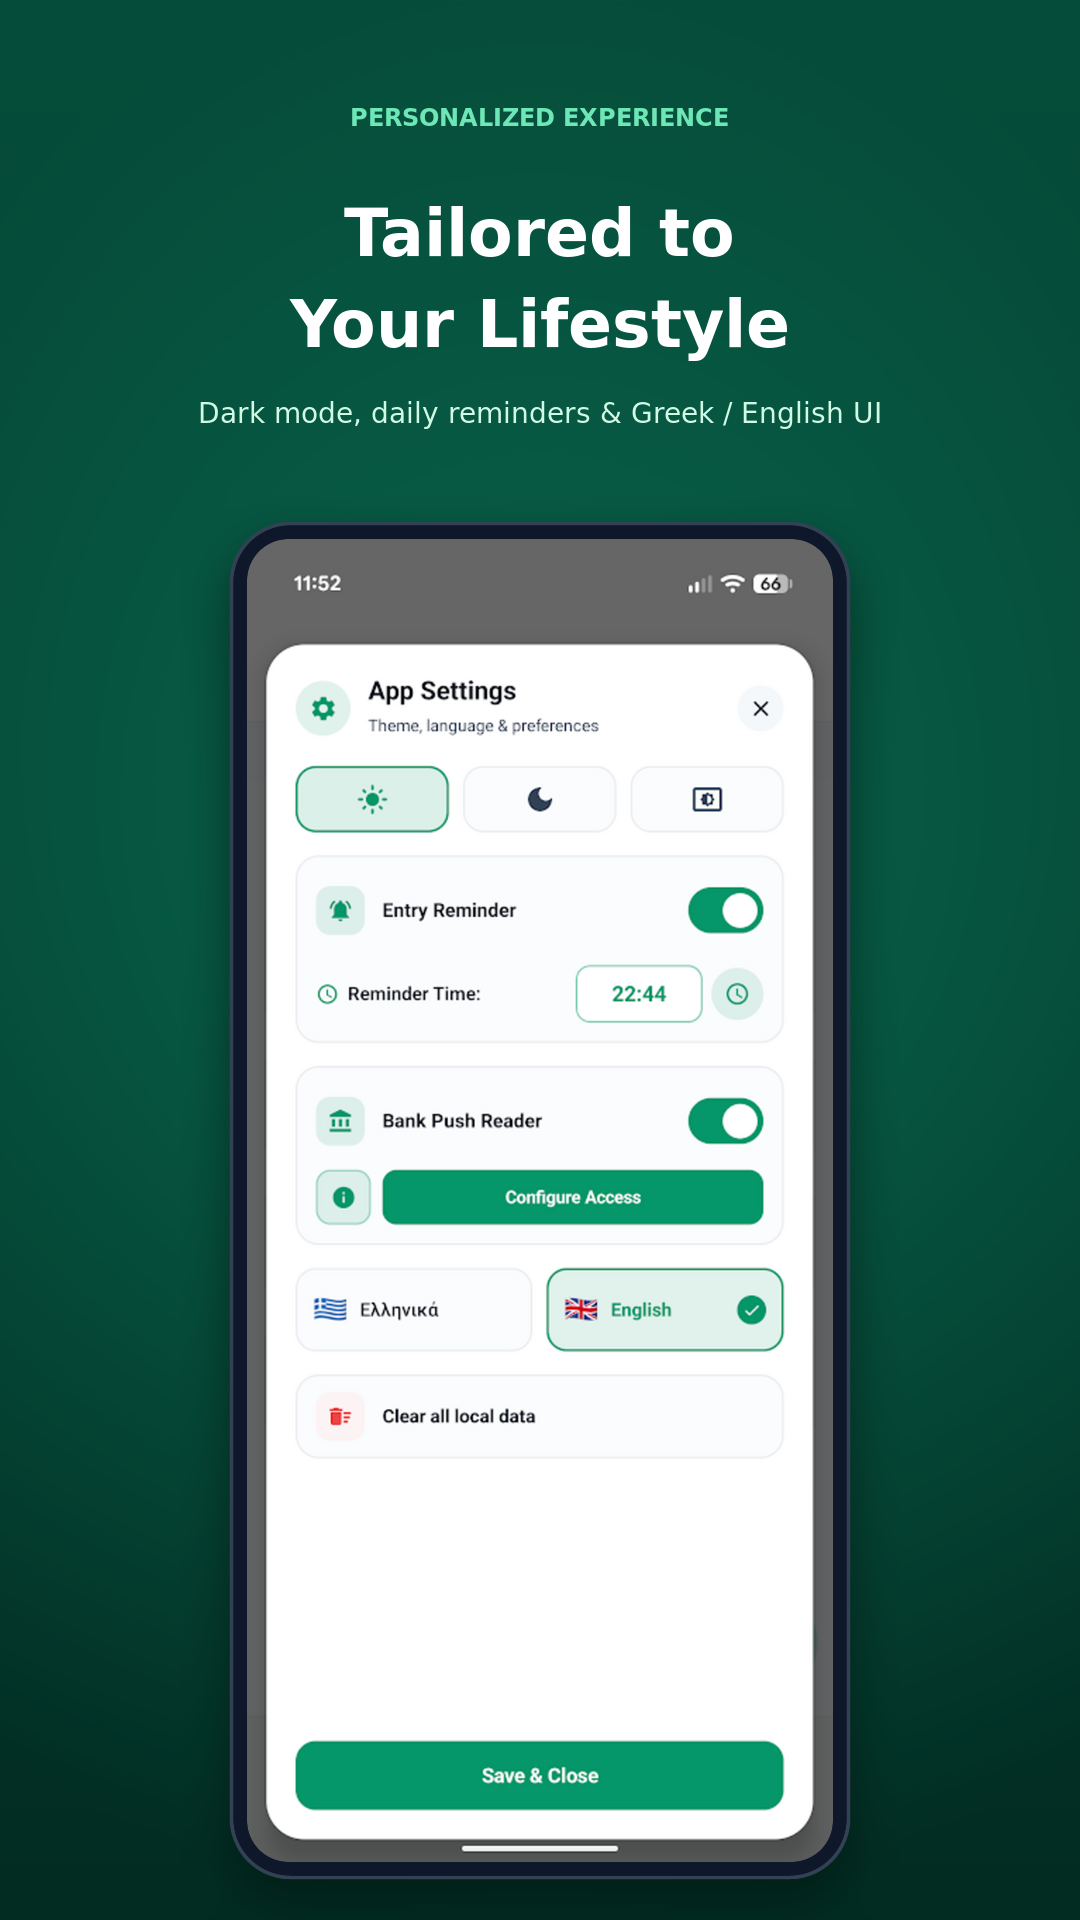 PERSONALIZED EXPERIENCE
Tailored to
Your Lifestyle
Dark mode, daily reminders & Greek / English UI
11:52
66
App Settings
Theme, language & preferences
Entry Reminder
Reminder Time:
22:44
Bank Push Reader
Configure Access
Ελληνικά
English
Clear all local data
Save & Close